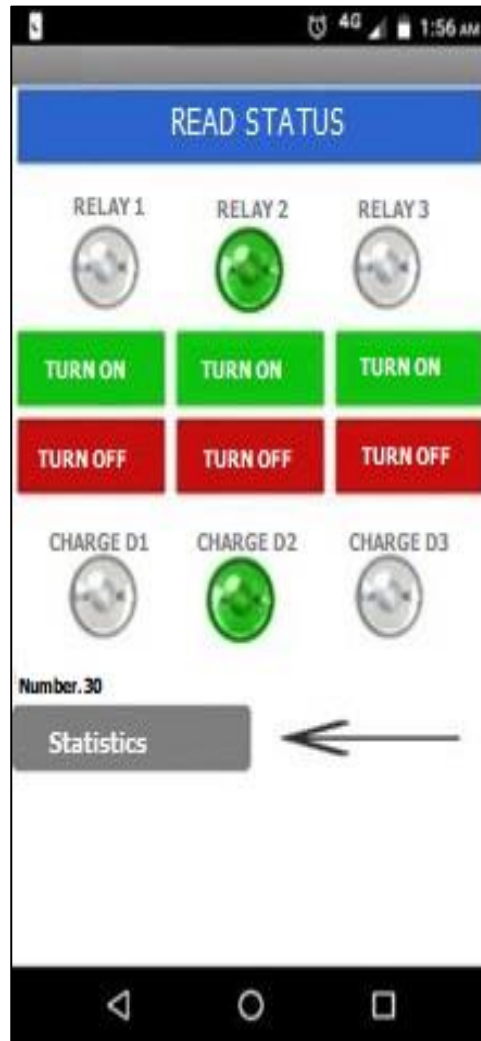 4G 1:56 AM
READ STATUS
RELAY 1 RELAY 2 RELAY 3
TURN ON TURN ON TURN ON
TURN OFF TURN OFF TURN OFF
CHARGE D1 CHARGE D2 CHARGE D3
Number.30
Statistics